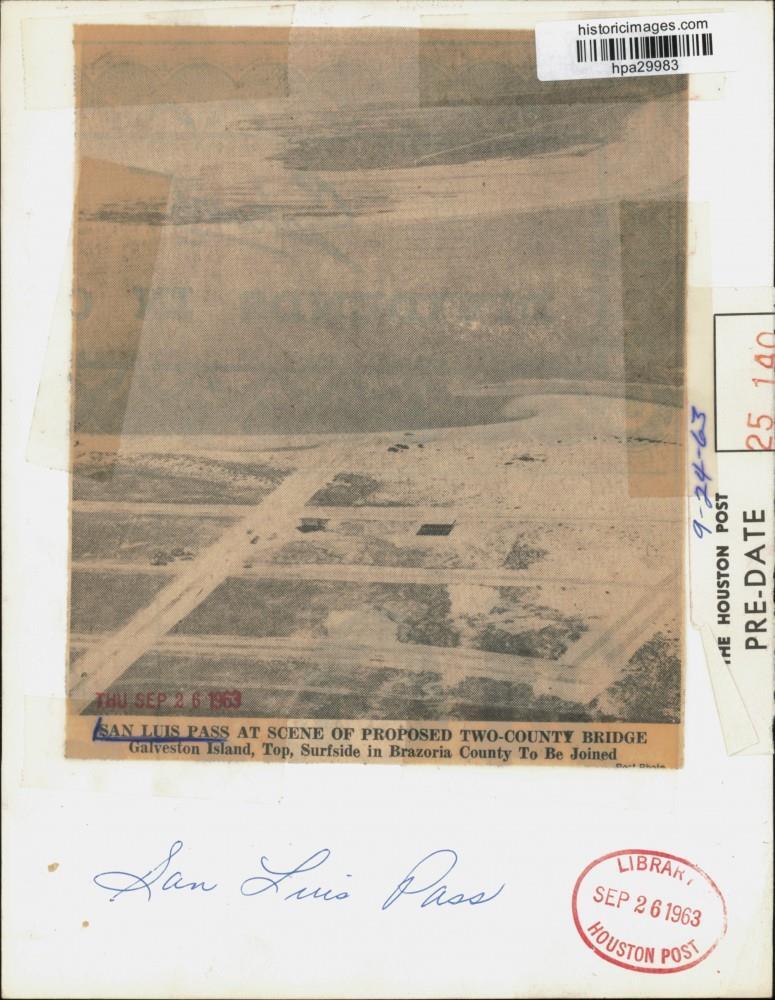 historicimages.com
hpa29983
25 140
9-24-63
THE HOUSTON POST
PRE-DATE
THU SEP 26 1963
SAN LUIS PASS AT SCENE OF PROPOSED TWO-COUNTY BRIDGE
Galveston Island, Top, Surfside in Brazoria County To Be Joined
Post Photo
San Luis Pass
LIBRARY
SEP 26 1963
HOUSTON POST